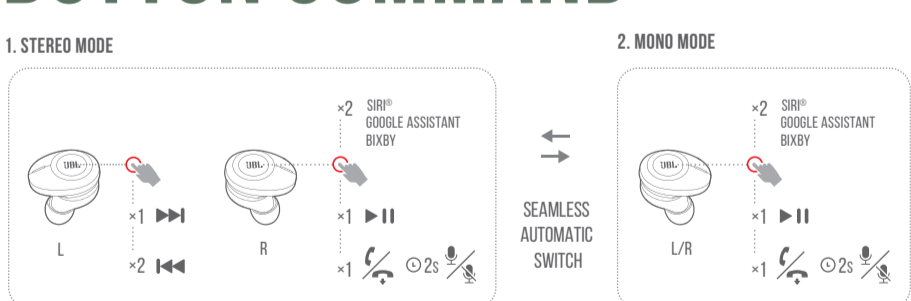 BUTTON COMMAND
1. STEREO MODE
2. MONO MODE
×2 SIRI®
GOOGLE ASSISTANT
BIXBY
JBL
×1
×2
L
JBL
×1
×1 2s
R
SEAMLESS
AUTOMATIC
SWITCH
×2 SIRI®
GOOGLE ASSISTANT
BIXBY
JBL
×1
×1 2s
L/R